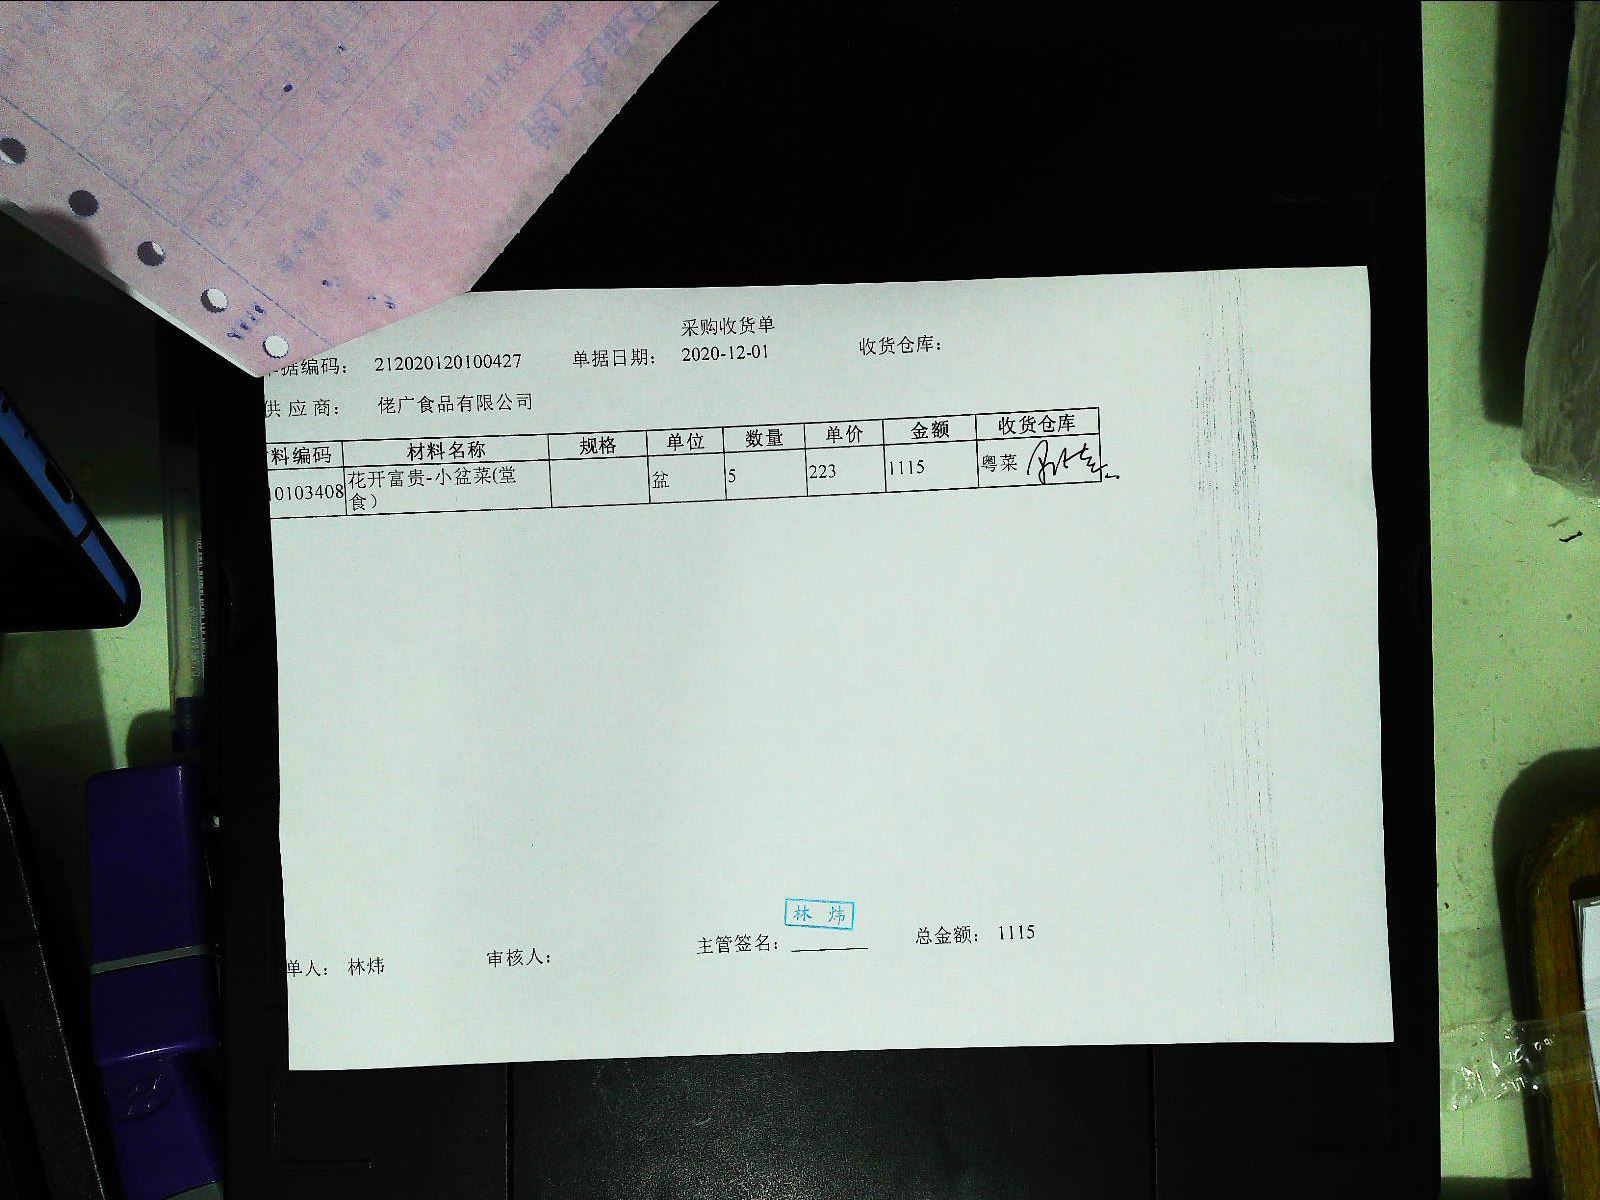 采购收货单
据编码： 212020120100427 单据日期： 2020-12-01 收货仓库：
供应商： 佬广食品有限公司
料编码 材料名称 规格 单位 数量 单价 金额 收货仓库
10103408 花开富贵-小盆菜(堂食） 盆 5 223 1115 粤菜
林 炜
单人： 林炜 审核人： 主管签名： 总金额： 1115